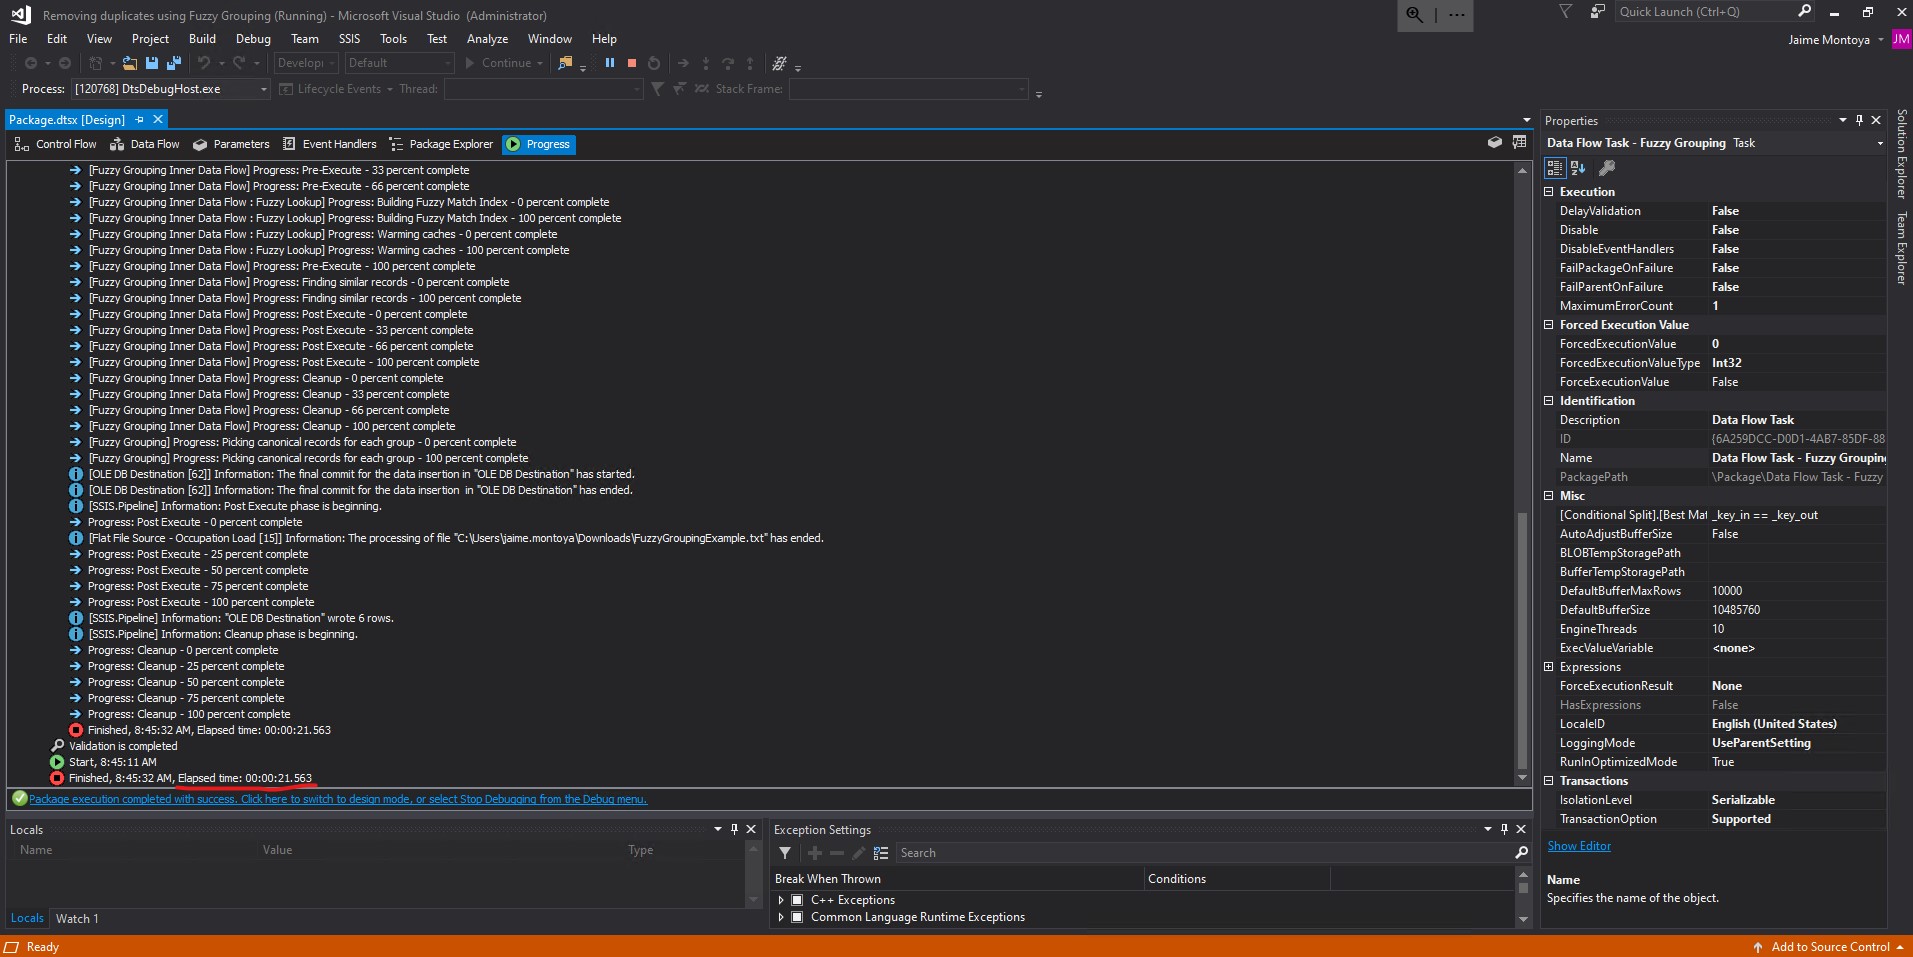 Removing duplicates using Fuzzy Grouping (Running) - Microsoft Visual Studio (Administrator)
Quick Launch (Ctrl+Q)
File Edit View Project Build Debug Team SSIS Tools Test Analyze Window Help
Jaime Montoya JM
Develop Default Continue
Process: [120768] DtsDebugHost.exe Lifecycle Events Thread: Stack Frame:
Package.dtsx [Design]
Control Flow Data Flow Parameters Event Handlers Package Explorer Progress
[Fuzzy Grouping Inner Data Flow] Progress: Pre-Execute - 33 percent complete
[Fuzzy Grouping Inner Data Flow] Progress: Pre-Execute - 66 percent complete
[Fuzzy Grouping Inner Data Flow : Fuzzy Lookup] Progress: Building Fuzzy Match Index - 0 percent complete
[Fuzzy Grouping Inner Data Flow : Fuzzy Lookup] Progress: Building Fuzzy Match Index - 100 percent complete
[Fuzzy Grouping Inner Data Flow : Fuzzy Lookup] Progress: Warming caches - 0 percent complete
[Fuzzy Grouping Inner Data Flow : Fuzzy Lookup] Progress: Warming caches - 100 percent complete
[Fuzzy Grouping Inner Data Flow] Progress: Pre-Execute - 100 percent complete
[Fuzzy Grouping Inner Data Flow] Progress: Finding similar records - 0 percent complete
[Fuzzy Grouping Inner Data Flow] Progress: Finding similar records - 100 percent complete
[Fuzzy Grouping Inner Data Flow] Progress: Post Execute - 0 percent complete
[Fuzzy Grouping Inner Data Flow] Progress: Post Execute - 33 percent complete
[Fuzzy Grouping Inner Data Flow] Progress: Post Execute - 66 percent complete
[Fuzzy Grouping Inner Data Flow] Progress: Post Execute - 100 percent complete
[Fuzzy Grouping Inner Data Flow] Progress: Cleanup - 0 percent complete
[Fuzzy Grouping Inner Data Flow] Progress: Cleanup - 33 percent complete
[Fuzzy Grouping Inner Data Flow] Progress: Cleanup - 66 percent complete
[Fuzzy Grouping Inner Data Flow] Progress: Cleanup - 100 percent complete
[Fuzzy Grouping] Progress: Picking canonical records for each group - 0 percent complete
[Fuzzy Grouping] Progress: Picking canonical records for each group - 100 percent complete
[OLE DB Destination [62]] Information: The final commit for the data insertion in "OLE DB Destination" has started.
[OLE DB Destination [62]] Information: The final commit for the data insertion  in "OLE DB Destination" has ended.
[SSIS.Pipeline] Information: Post Execute phase is beginning.
Progress: Post Execute - 0 percent complete
[Flat File Source - Occupation Load [15]] Information: The processing of file "C:\Users\jaime.montoya\Downloads\FuzzyGroupingExample.txt" has ended.
Progress: Post Execute - 25 percent complete
Progress: Post Execute - 50 percent complete
Progress: Post Execute - 75 percent complete
Progress: Post Execute - 100 percent complete
[SSIS.Pipeline] Information: "OLE DB Destination" wrote 6 rows.
[SSIS.Pipeline] Information: Cleanup phase is beginning.
Progress: Cleanup - 0 percent complete
Progress: Cleanup - 25 percent complete
Progress: Cleanup - 50 percent complete
Progress: Cleanup - 75 percent complete
Progress: Cleanup - 100 percent complete
Finished, 8:45:32 AM, Elapsed time: 00:00:21.563
Validation is completed
Start, 8:45:11 AM
Finished, 8:45:32 AM, Elapsed time: 00:00:21.563
Package execution completed with success. Click here to switch to design mode, or select Stop Debugging from the Debug menu.
Locals
Name Value Type
Locals Watch 1
Exception Settings
Search
Break When Thrown Conditions
C++ Exceptions
Common Language Runtime Exceptions
Properties
Data Flow Task - Fuzzy Grouping Task
Execution
DelayValidation False
Disable False
DisableEventHandlers False
FailPackageOnFailure False
FailParentOnFailure False
MaximumErrorCount 1
Forced Execution Value
ForcedExecutionValue 0
ForcedExecutionValueType Int32
ForceExecutionValue False
Identification
Description Data Flow Task
ID {6A259DCC-D0D1-4AB7-85DF-88
Name Data Flow Task - Fuzzy Grouping
PackagePath \Package\Data Flow Task - Fuzzy
Misc
[Conditional Split].[Best Mat _key_in == _key_out
AutoAdjustBufferSize False
BLOBTempStoragePath
BufferTempStoragePath
DefaultBufferMaxRows 10000
DefaultBufferSize 10485760
EngineThreads 10
ExecValueVariable <none>
Expressions
ForceExecutionResult None
HasExpressions False
LocaleID English (United States)
LoggingMode UseParentSetting
RunInOptimizedMode True
Transactions
IsolationLevel Serializable
TransactionOption Supported
Show Editor
Name
Specifies the name of the object.
Solution Explorer
Team Explorer
Ready
Add to Source Control